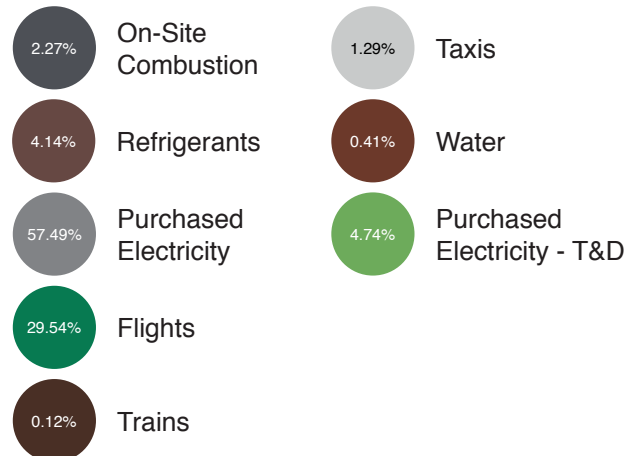 2.27%
On-Site
Combustion
4.14%
Refrigerants
57.49%
Purchased
Electricity
29.54%
Flights
0.12%
Trains
1.29%
Taxis
0.41%
Water
4.74%
Purchased
Electricity - T&D